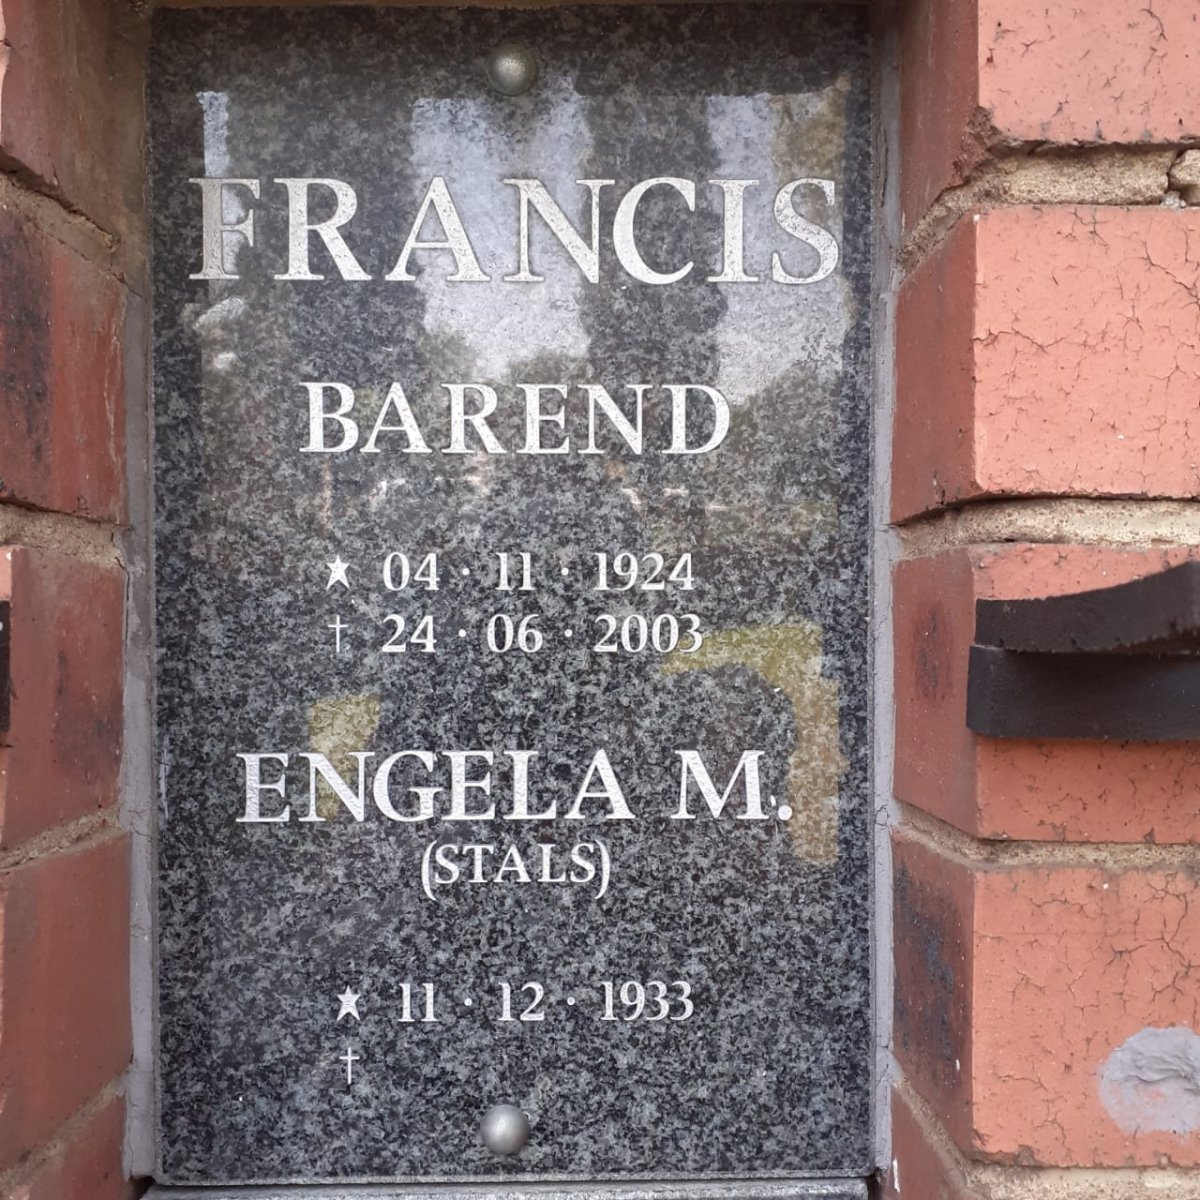 FRANCIS
BAREND
★ 04 · 11 · 1924
† 24 · 06 · 2003
ENGELA M.
(STALS)
★ 11 · 12 · 1933
†